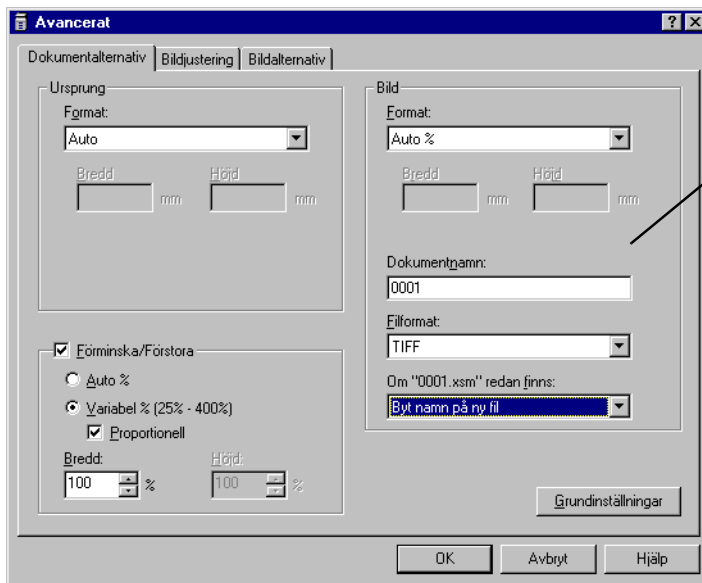 Avancerat
Dokumentalternativ Bildjustering Bildalternativ
Ursprung
Format:
Auto
Bredd Höjd
mm mm
Förminska/Förstora
Auto %
Variabel % (25% - 400%)
Proportionell
Bredd: Höjd:
100 % 100 %
Bild
Format:
Auto %
Bredd Höjd
mm mm
Dokumentnamn:
0001
Filformat:
TIFF
Om "0001.xsm" redan finns:
Byt namn på ny fil
Grundinställningar
OK Avbryt Hjälp